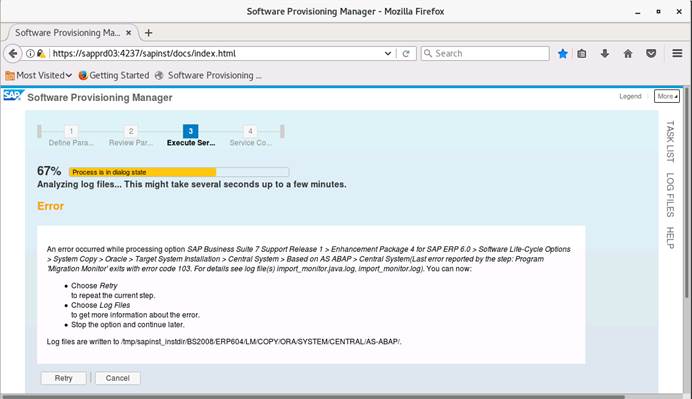 Software Provisioning Manager - Mozilla Firefox
Software Provisioning Ma...
https://sapprd03:4237/sapinst/docs/index.html
Search
Most Visited
Getting Started
Software Provisioning ...
SAP
Software Provisioning Manager
Legend
More
1
2
3
4
Define Para...
Review Par...
Execute Ser...
Service Co...
67%
Process is in dialog state
Analyzing log files... This might take several seconds up to a few minutes.
Error
An error occurred while processing option SAP Business Suite 7 Support Release 1 > Enhancement Package 4 for SAP ERP 6.0 > Software Life-Cycle Options
> System Copy > Oracle > Target System Installation > Central System > Based on AS ABAP > Central System(Last error reported by the step: Program
'Migration Monitor' exits with error code 103. For details see log file(s) import_monitor.java.log, import_monitor.log). You can now:
Choose Retry
to repeat the current step.
Choose Log Files
to get more information about the error.
Stop the option and continue later.
Log files are written to /tmp/sapinst_instdir/BS2008/ERP604/LM/COPY/ORA/SYSTEM/CENTRAL/AS-ABAP/.
Retry
Cancel
TASK LIST
LOG FILES
HELP